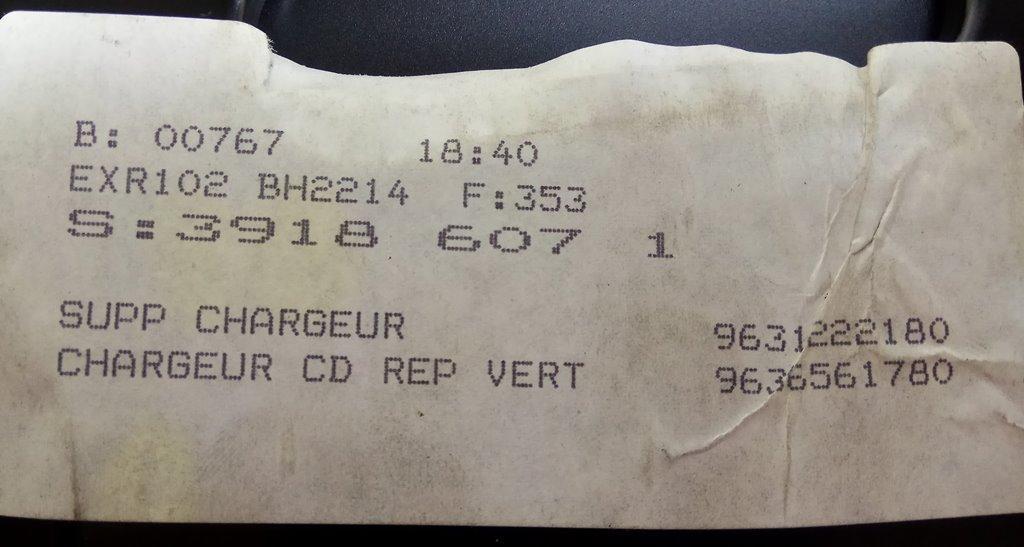 B: 00767 18:40
EXR102 BH2214 F:353
S:3918 607 1
SUPP CHARGEUR 9631222180
CHARGEUR CD REP VERT 9636561780